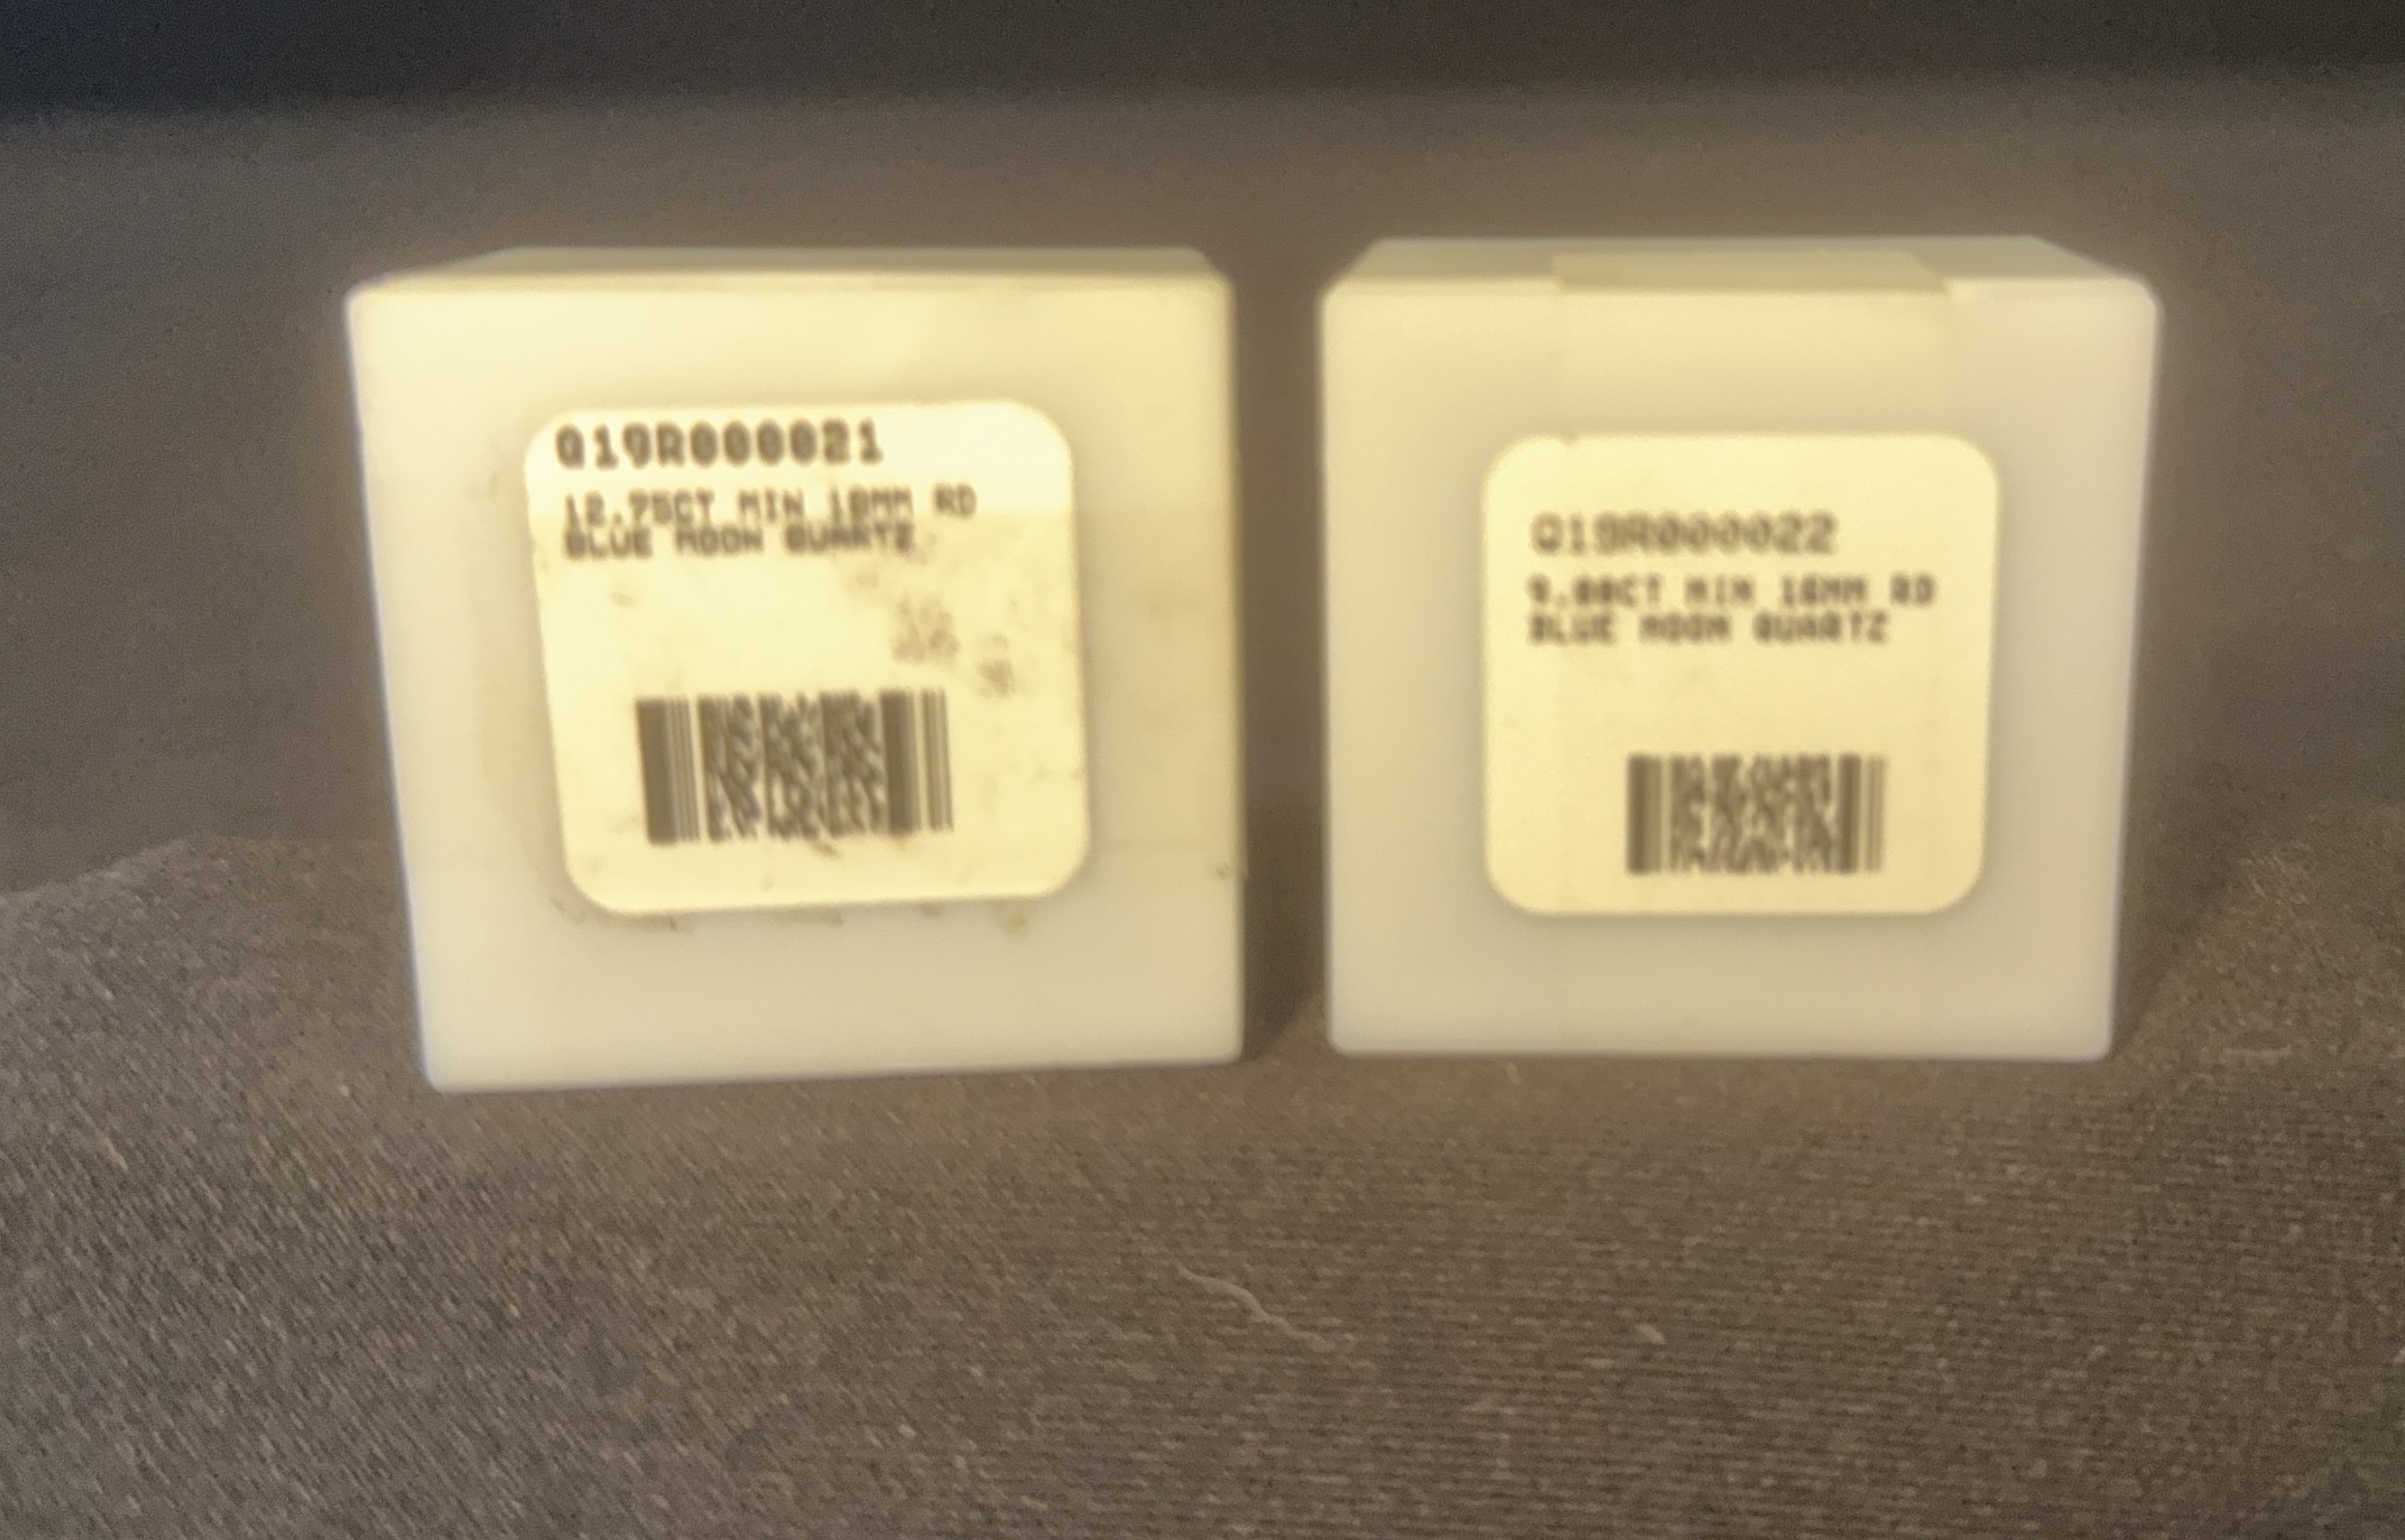 Q19R000021
12.75CT MIN 18MM RD
BLUE MOON QUARTZ
Q19R000022
9.00CT MIN 16MM RD
BLUE MOON QUARTZ